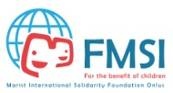 FMSI
For the benefit of children
Marist International Solidarity Foundation Onlus